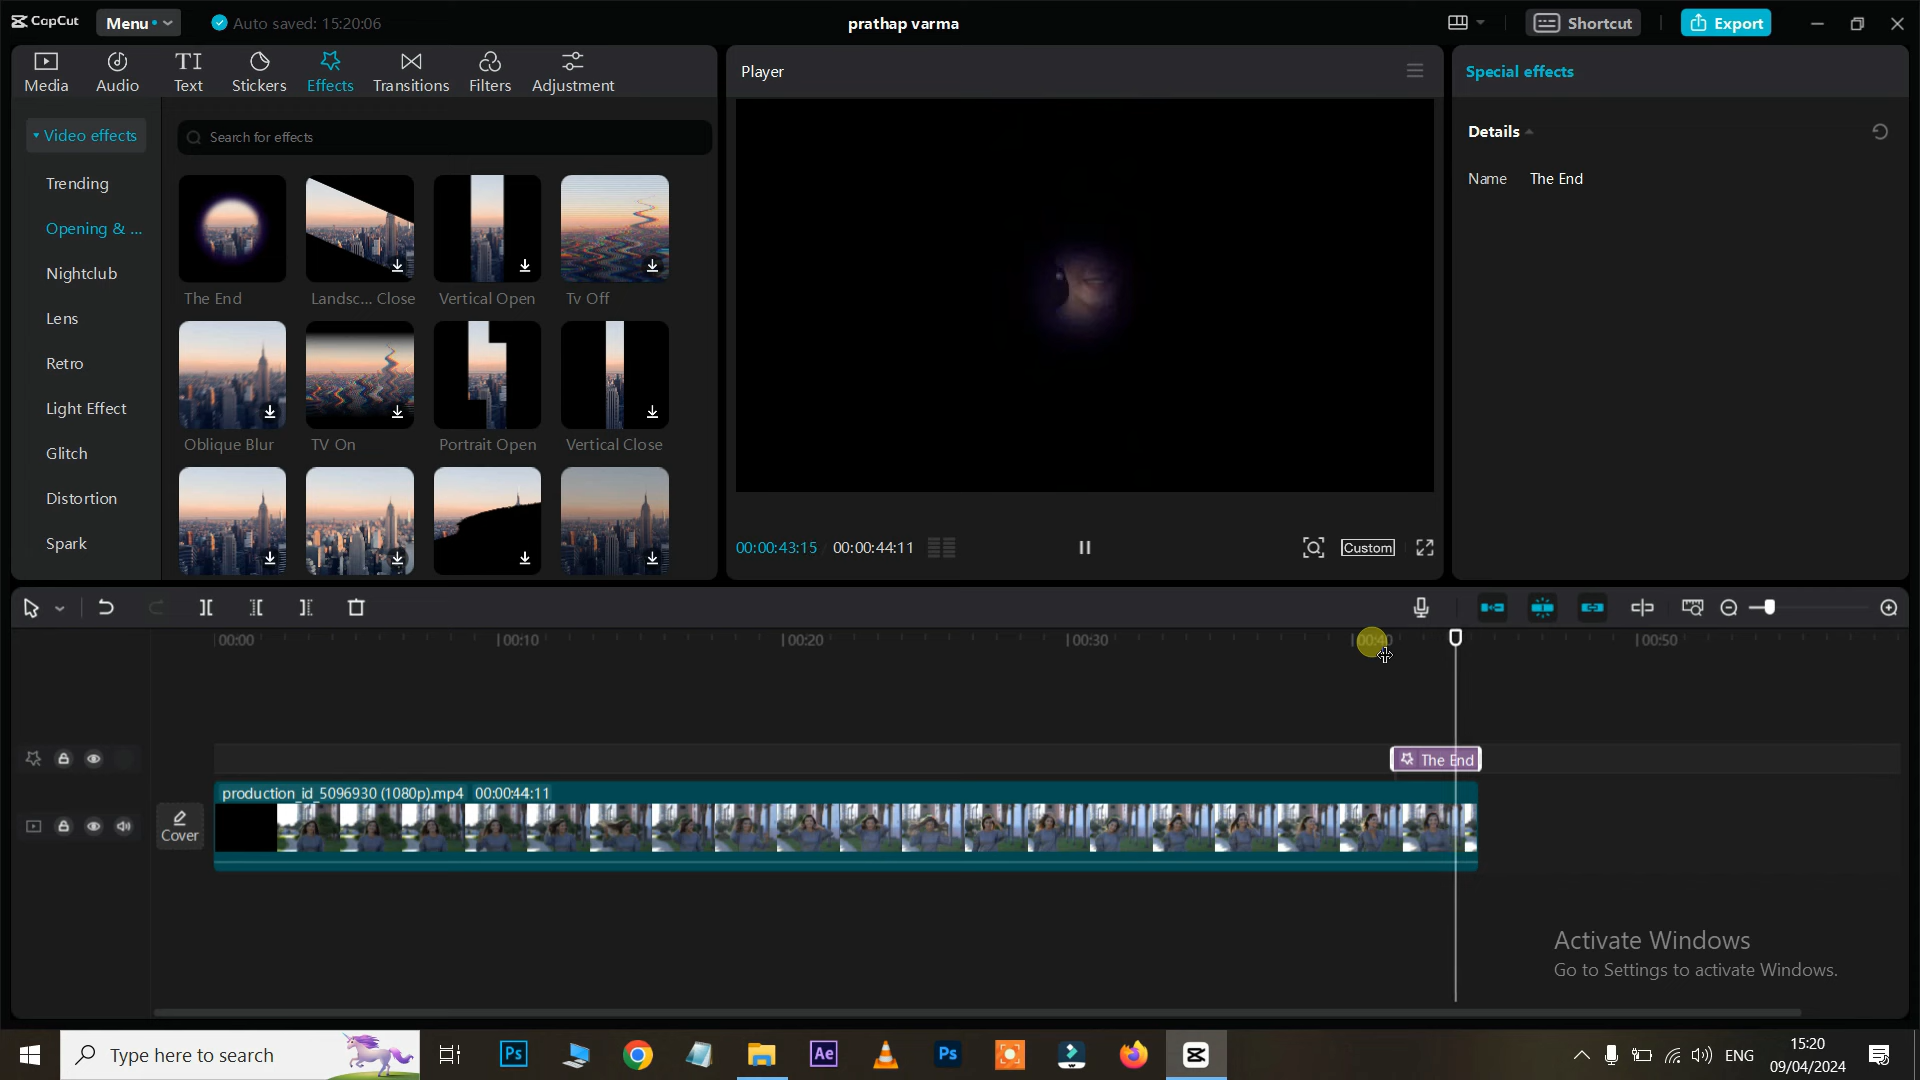 CapCut
Menu
Auto saved: 15:20:06
prathap varma
Shortcut
Export
Media
Audio
Text
Stickers
Effects
Transitions
Filters
Adjustment
Player
Special effects
Video effects
Search for effects
Details
Name
The End
Trending
Opening & ...
Nightclub
Lens
Retro
Light Effect
Glitch
Distortion
Spark
The End
Landsc... Close
Vertical Open
Tv Off
Oblique Blur
TV On
Portrait Open
Vertical Close
00:00:43:15
00:00:44:11
Custom
00:00
00:10
00:20
00:30
00:40
00:50
The End
production_id_5096930 (1080p).mp4 00:00:44:11
Cover
Activate Windows
Go to Settings to activate Windows.
Type here to search
Ps
Ae
Ps
ENG
15:20
09/04/2024